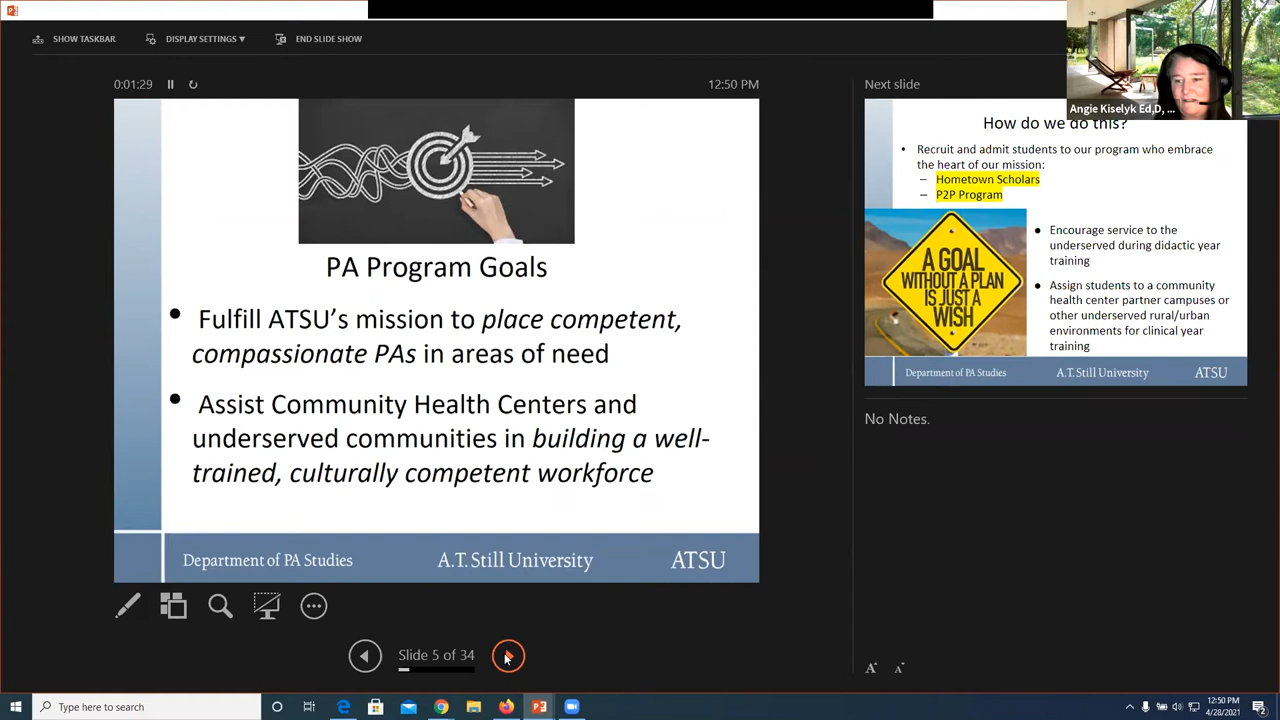 SHOW TASKBAR
DISPLAY SETTINGS ▾
END SLIDE SHOW
0:01:29
12:50 PM
PA Program Goals
• Fulfill ATSU’s mission to place competent,
compassionate PAs in areas of need
• Assist Community Health Centers and
underserved communities in building a well-
trained, culturally competent workforce
Department of PA Studies
A.T. Still University
ATSU
Slide 5 of 34
Next slide
Angie Kiselyk Ed,D, ...
How do we do this?
• Recruit and admit students to our program who embrace
the heart of our mission:
– Hometown Scholars
– P2P Program
A GOAL
WITHOUT A PLAN
IS JUST A
WISH
● Encourage service to the
underserved during didactic year
training
● Assign students to a community
health center partner campuses or
other underserved rural/urban
environments for clinical year
training
Department of PA Studies
A.T. Still University
ATSU
No Notes.
A A
Type here to search
12:50 PM
4/28/2021
2